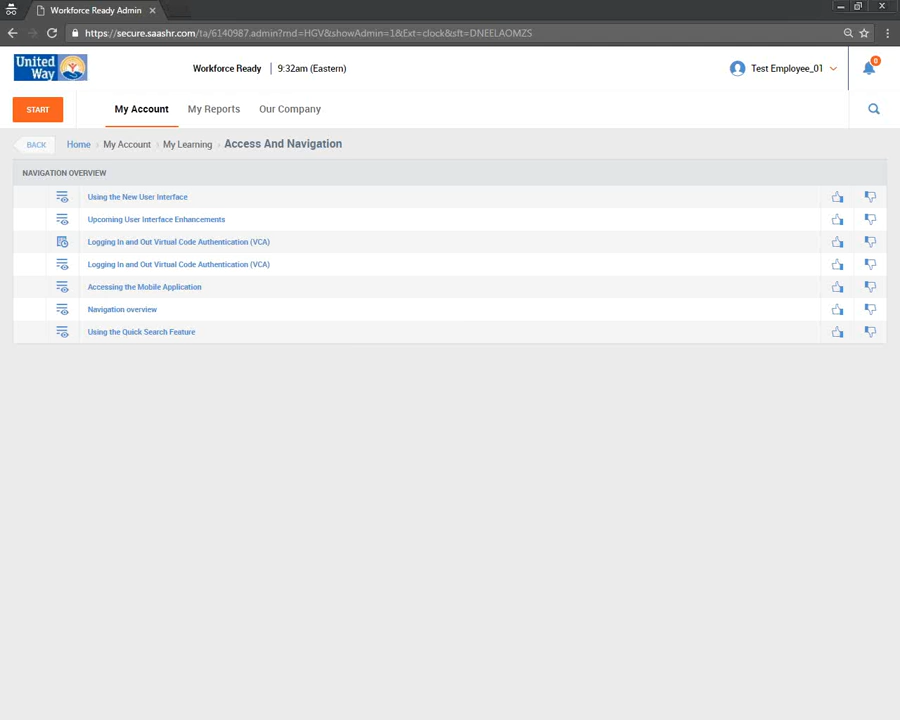 Workforce Ready Admin
https://secure.saashr.com/ta/6140987.admin?md=HGV&showAdmin=1&Ext=clock&sft=DNEELAOMZS
United Way
Workforce Ready | 9:32am (Eastern)
Test Employee_01
0
START
My Account
My Reports
Our Company
BACK
Home › My Account › My Learning › Access And Navigation
NAVIGATION OVERVIEW
Using the New User Interface
Upcoming User Interface Enhancements
Logging In and Out Virtual Code Authentication (VCA)
Logging In and Out Virtual Code Authentication (VCA)
Accessing the Mobile Application
Navigation overview
Using the Quick Search Feature